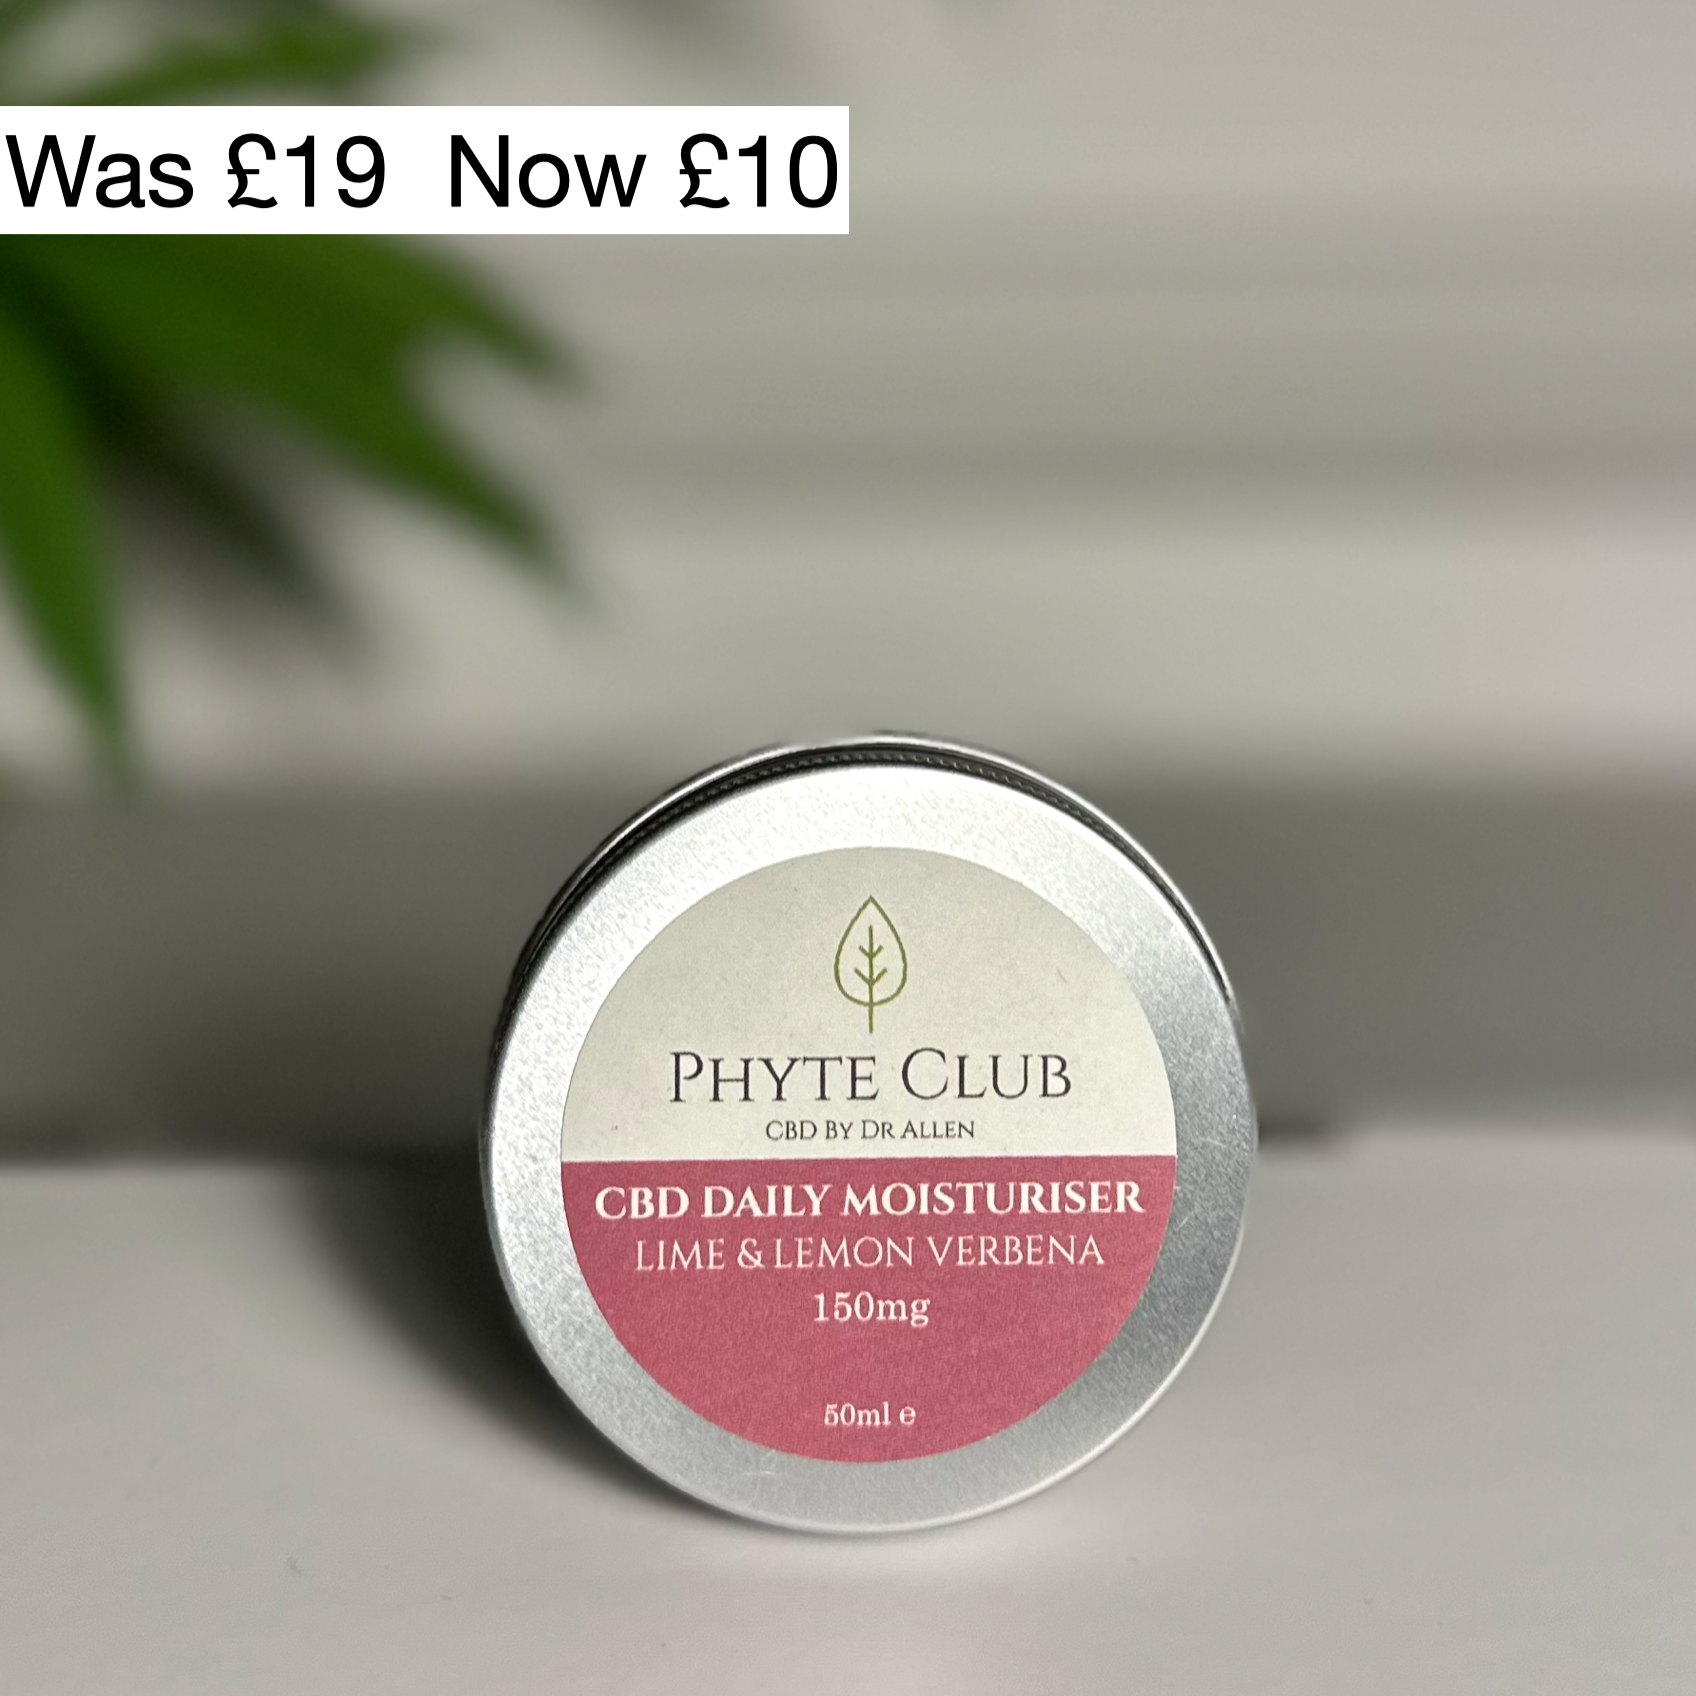 Was £19  Now £10
PHYTE CLUB
CBD BY DR ALLEN
CBD DAILY MOISTURISER
LIME & LEMON VERBENA
150mg
50ml e